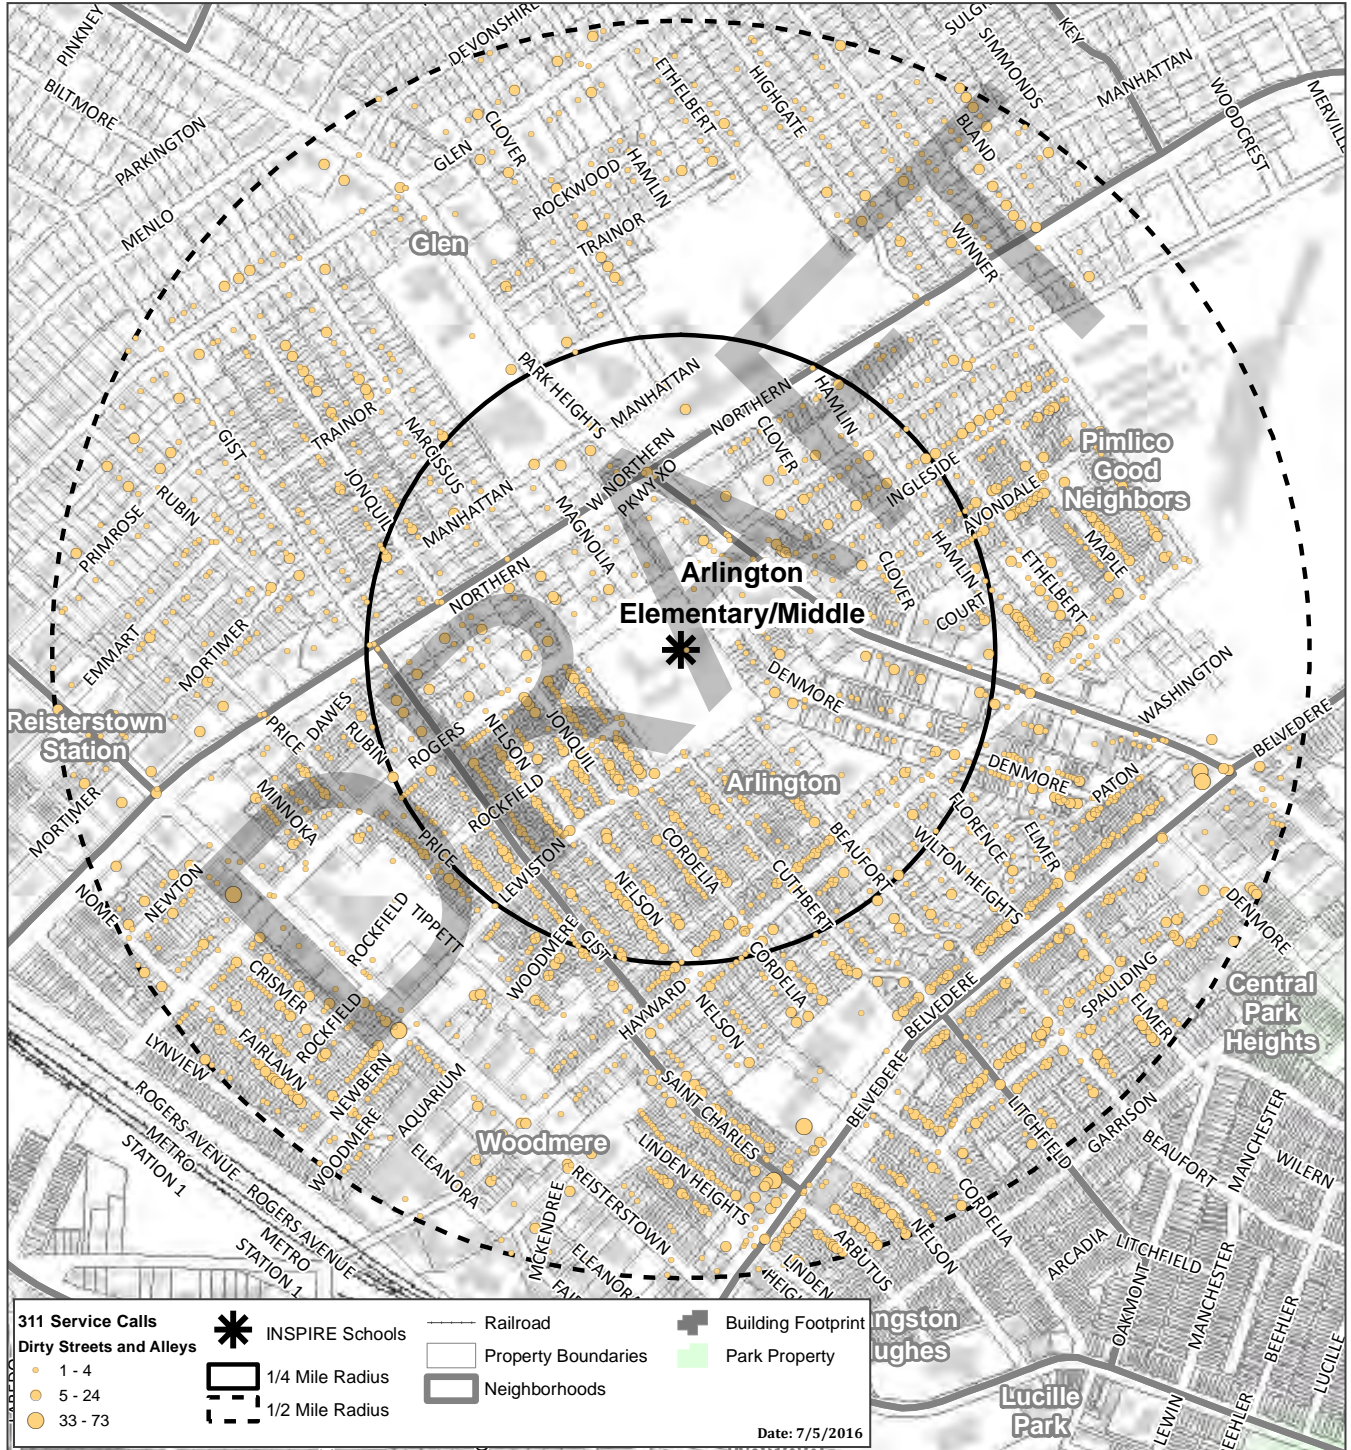 PINKNEY
DEVONSHIRE
KEY
SIMMONDS
MANHATTAN
BILTMORE
ETHELBERT
HIGHGATE
WOODCREST
PARKINGTON
CLOVER
GLEN
BLAND
HAMLIN
ROCKWOOD
MENLO
TRAINOR
Glen
WINNER
PARK HEIGHTS
MANHATTAN
NORTHERN
HAMLIN
CLOVER
TRAINOR
NARCISSUS
GIST
JONQUIL
W NORTHERN
PKWY XO
Pimlico
Good
Neighbors
INGLESIDE
MANHATTAN
MAGNOLIA
AVONDALE
RUBIN
PRIMROSE
HAMLIN
MAPLE
ETHELBERT
NORTHERN
CLOVER
COURT
Arlington
Elementary/Middle
DRAFT
EMMART
MORTIMER
DENMORE
WASHINGTON
Reisterstown
Station
PRICE
DAWES
RUBIN
ROGERS
NELSON
JONQUIL
BELVEDERE
Arlington
DENMORE
PATON
MORTIMER
MINNOKA
ROCKFIELD
PRICE
CORDELIA
BEAUFORT
FLORENCE
ELMER
LEWISTON
CUTHBERT
WILTON HEIGHTS
NEWTON
NOME
NELSON
ROCKFIELD
TIPPETT
DENMORE
WOODMERE
GIST
CORDELIA
CRISMER
ROCKFIELD
HAYWARD
NELSON
BELVEDERE
SPAULDING
ELMER
Central
Park
Heights
LYNVIEW
FAIRLAWN
NEWBERN
WOODMERE
AQUARIUM
SAINT CHARLES
BELVEDERE
LITCHFIELD
GARRISON
MANCHESTER
BEAUFORT
WILERN
ROGERS AVENUE
METRO
STATION 1
Woodmere
ELEANORA
LINDEN HEIGHTS
REISTERSTOWN
MCKENDREE
CORDELIA
NELSON
ARBUTUS
LINDEN
ARCADIA
LITCHFIELD
ROGERS AVENUE
METRO
STATION 1
ELEANORA
OAKMONT
MANCHESTER
BEEHLER
LUCILLE
Lucille
Park
LEWIN
311 Service Calls
Dirty Streets and Alleys
1 - 4
5 - 24
33 - 73
INSPIRE Schools
1/4 Mile Radius
1/2 Mile Radius
Railroad
Property Boundaries
Neighborhoods
Building Footprint
Park Property
Date: 7/5/2016